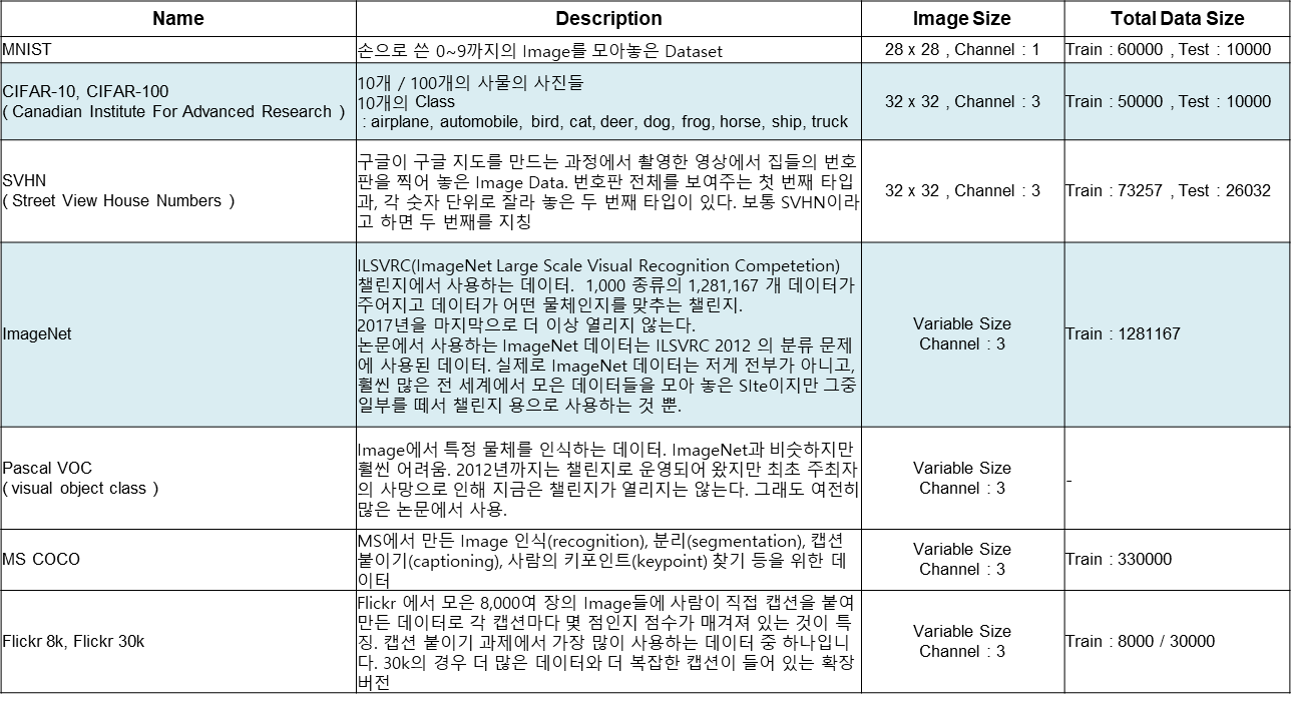 Name Description Image Size Total Data Size
MNIST 손으로 쓴 0~9까지의 Image를 모아놓은 Dataset 28 x 28 , Channel : 1 Train : 60000 , Test : 10000
CIFAR-10, CIFAR-100
( Canadian Institute For Advanced Research )
10개 / 100개의 사물의 사진들
10개의 Class
: airplane, automobile, bird, cat, deer, dog, frog, horse, ship, truck
32 x 32 , Channel : 3
Train : 50000 , Test : 10000
SVHN
( Street View House Numbers )
구글이 구글 지도를 만드는 과정에서 촬영한 영상에서 집들의 번호
판을 찍어 놓은 Image Data. 번호판 전체를 보여주는 첫 번째 타입
과, 각 숫자 단위로 잘라 놓은 두 번째 타입이 있다. 보통 SVHN이라
고 하면 두 번째를 지칭
32 x 32 , Channel : 3
Train : 73257 , Test : 26032
ImageNet
ILSVRC(ImageNet Large Scale Visual Recognition Competetion)
챌린지에서 사용하는 데이터. 1,000 종류의 1,281,167 개 데이터가
주어지고 데이터가 어떤 물체인지를 맞추는 챌린지.
2017년을 마지막으로 더 이상 열리지 않는다.
논문에서 사용하는 ImageNet 데이터는 ILSVRC 2012 의 분류 문제
에 사용된 데이터. 실제로 ImageNet 데이터는 저게 전부가 아니고,
훨씬 많은 전 세계에서 모은 데이터들을 모아 놓은 SIte이지만 그중
일부를 떼서 챌린지 용으로 사용하는 것 뿐.
Variable Size
Channel : 3
Train : 1281167
Pascal VOC
( visual object class )
Image에서 특정 물체를 인식하는 데이터. ImageNet과 비슷하지만
훨씬 어려움. 2012년까지는 챌린지로 운영되어 왔지만 최초 주최자
의 사망으로 인해 지금은 챌린지가 열리지는 않는다. 그래도 여전히
많은 논문에서 사용.
Variable Size
Channel : 3
-
MS COCO
MS에서 만든 Image 인식(recognition), 분리(segmentation), 캡션
붙이기(captioning), 사람의 키포인트(keypoint) 찾기 등을 위한 데
이터
Variable Size
Channel : 3
Train : 330000
Flickr 8k, Flickr 30k
Flickr 에서 모은 8,000여 장의 Image들에 사람이 직접 캡션을 붙여
만든 데이터로 각 캡션마다 몇 점인지 점수가 매겨져 있는 것이 특
징. 캡션 붙이기 과제에서 가장 많이 사용하는 데이터 중 하나입니
다. 30k의 경우 더 많은 데이터와 더 복잡한 캡션이 들어 있는 확장
버전
Variable Size
Channel : 3
Train : 8000 / 30000